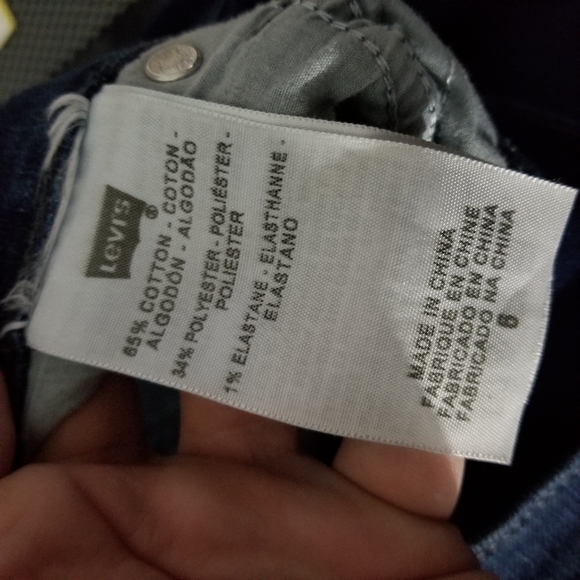 LEVI'S®
65% COTTON - COTON -
ALGODÓN - ALGODÃO
34% POLYESTER - POLIÉSTER -
POLIESTER
1% ELASTANE - ELASTHANNE -
ELASTANO
MADE IN CHINA
FABRIQUE EN CHINE
FABRICADO EN CHINA
FABRICADO NA CHINA
6